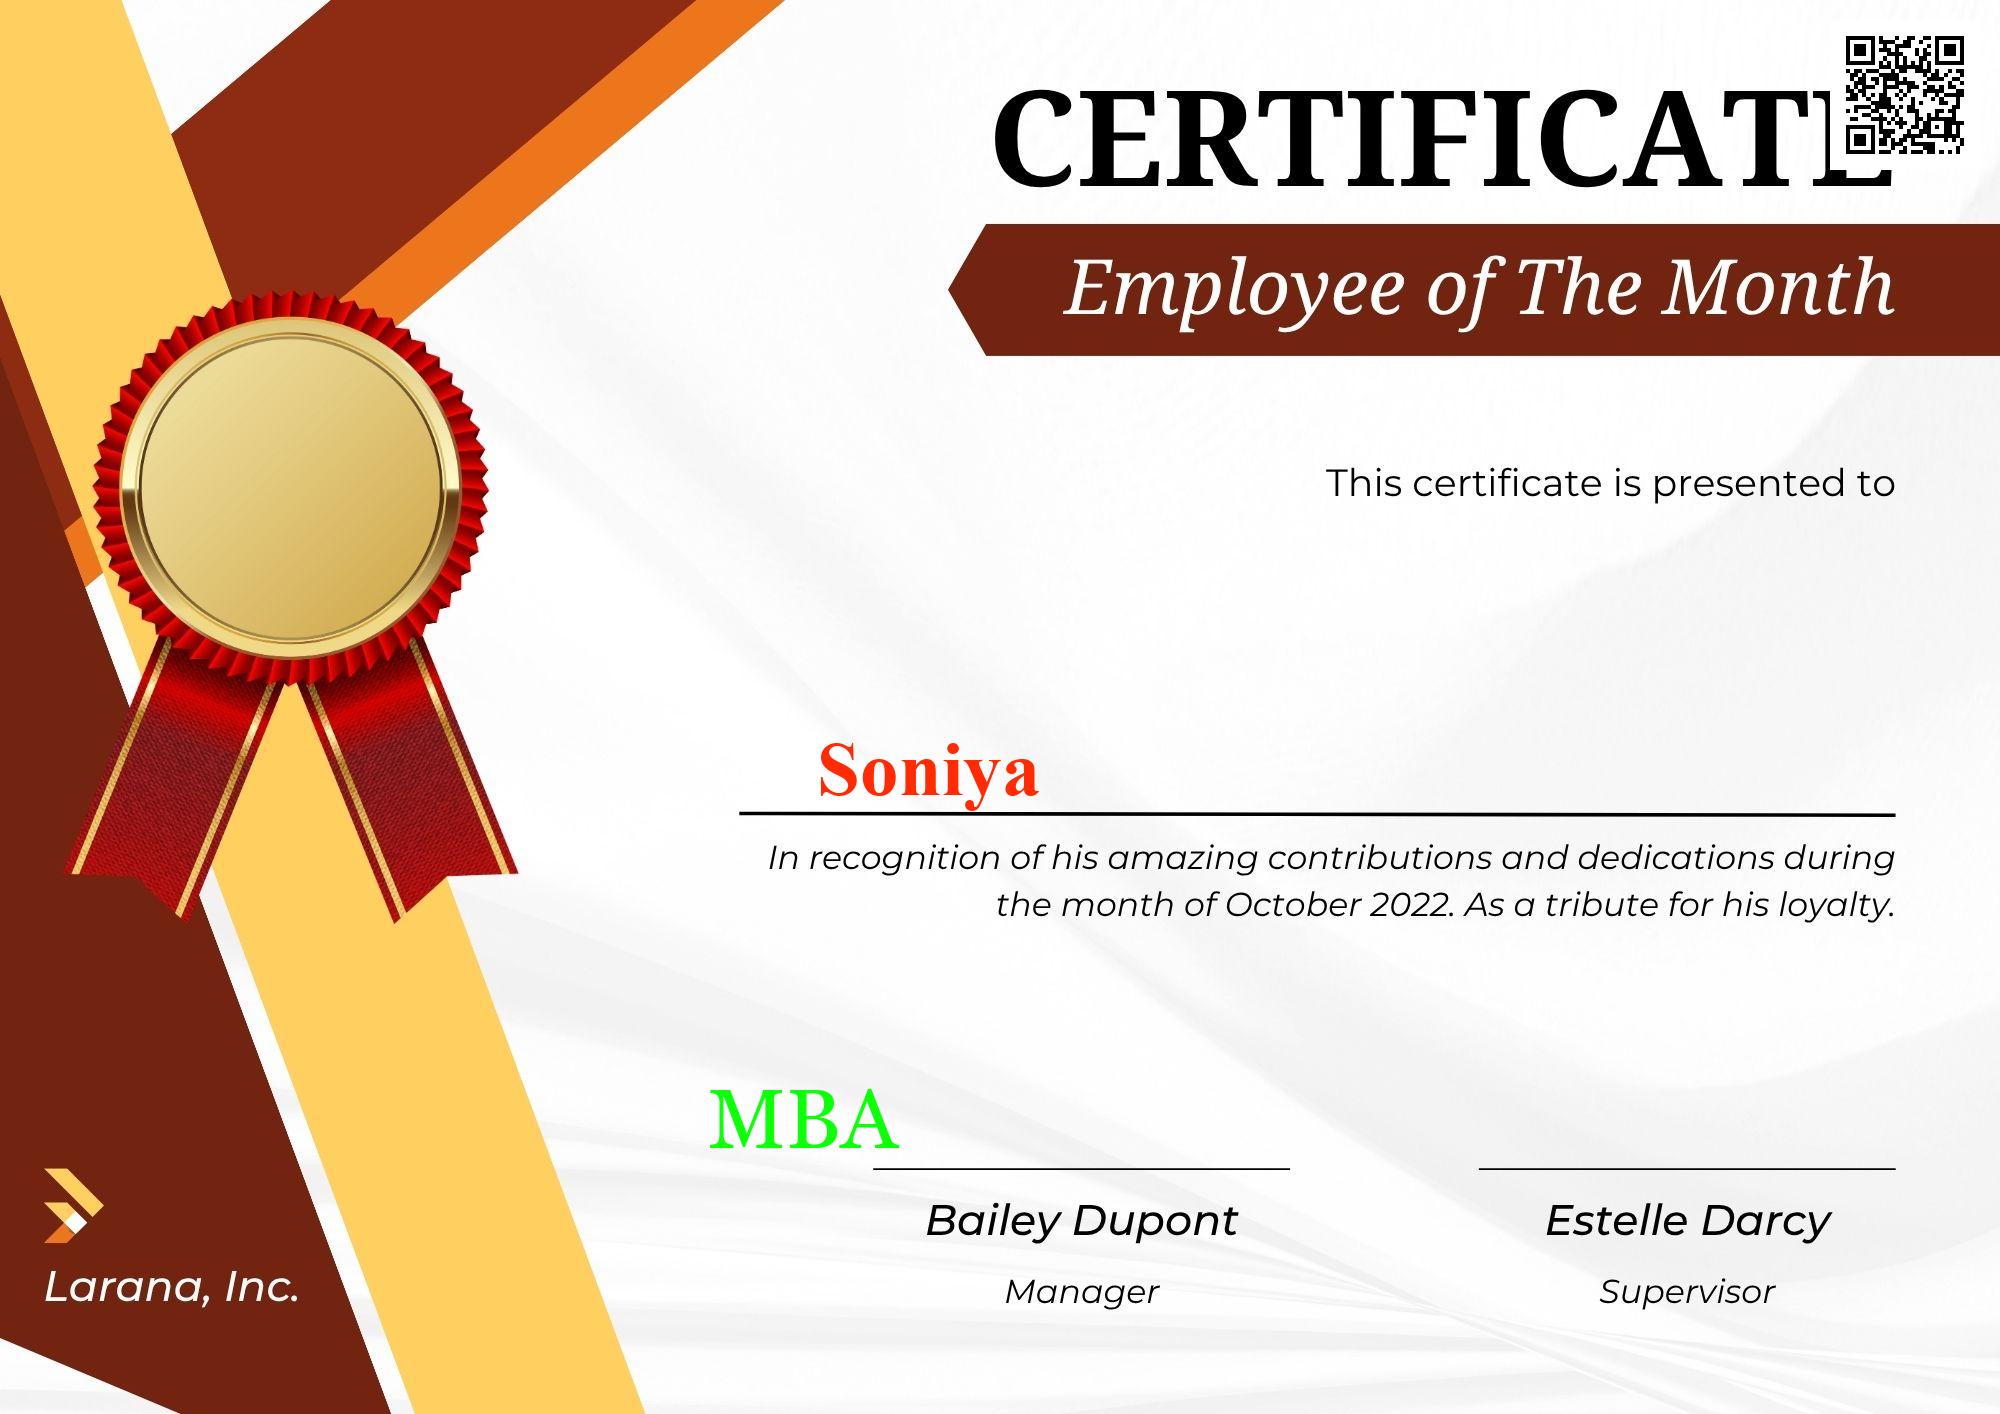 CERTIFICATE
Employee of The Month
This certificate is presented to
Soniya
In recognition of his amazing contributions and dedications during
the month of October 2022. As a tribute for his loyalty.
MBA
Bailey Dupont
Manager
Estelle Darcy
Supervisor
Larana, Inc.